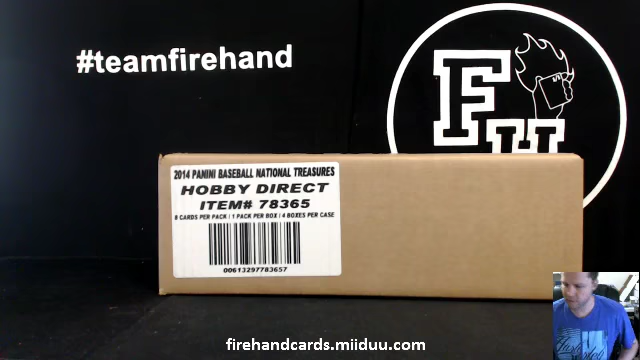 #teamfirehand
FH
2014 PANINI BASEBALL NATIONAL TREASURES
HOBBY DIRECT
ITEM# 78365
8 CARDS PER PACK / 1 PACK PER BOX / 4 BOXES PER CASE
00613297783657
firehandcards.miiduu.com